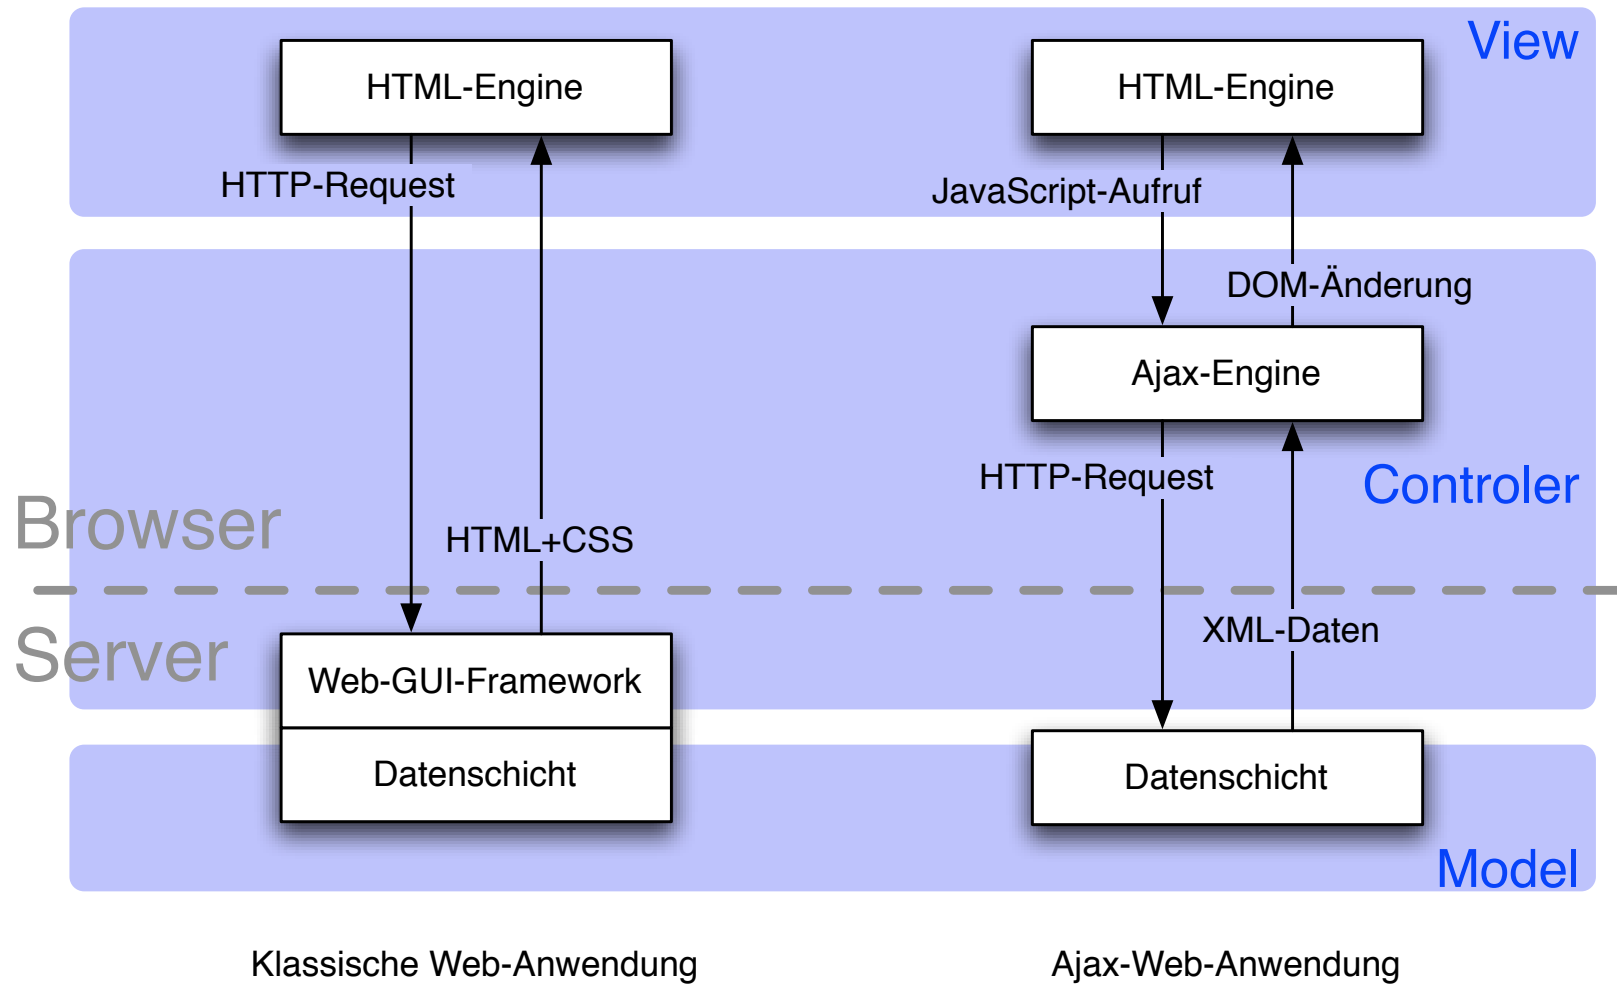 View
HTML-Engine
HTML-Engine
HTTP-Request
JavaScript-Aufruf
DOM-Änderung
Ajax-Engine
HTTP-Request
Controler
Browser
HTML+CSS
Server
XML-Daten
Web-GUI-Framework
Datenschicht
Datenschicht
Model
Klassische Web-Anwendung
Ajax-Web-Anwendung